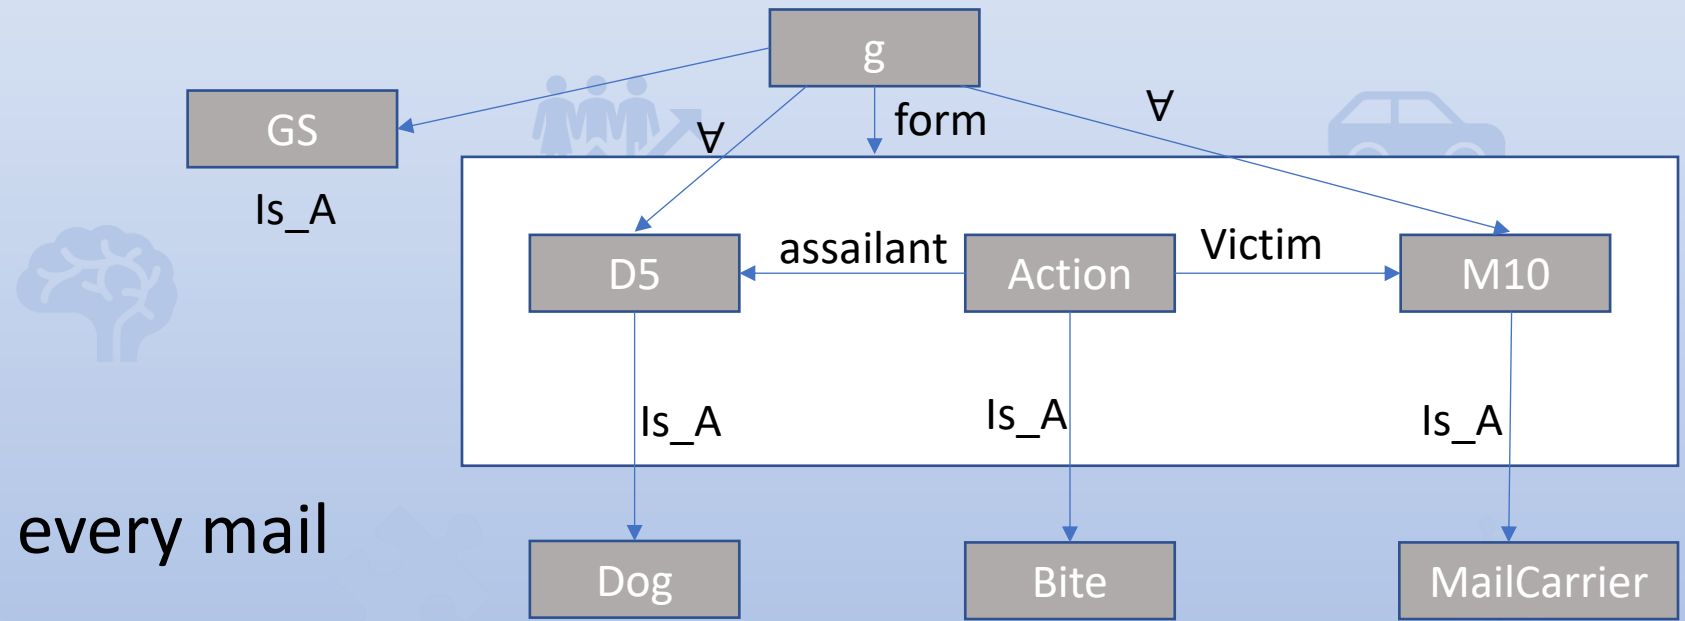 g
GS
∀
form
∀
Is_A
D5
assailant
Action
Victim
M10
Is_A
Is_A
Is_A
every mail
Dog
Bite
MailCarrier